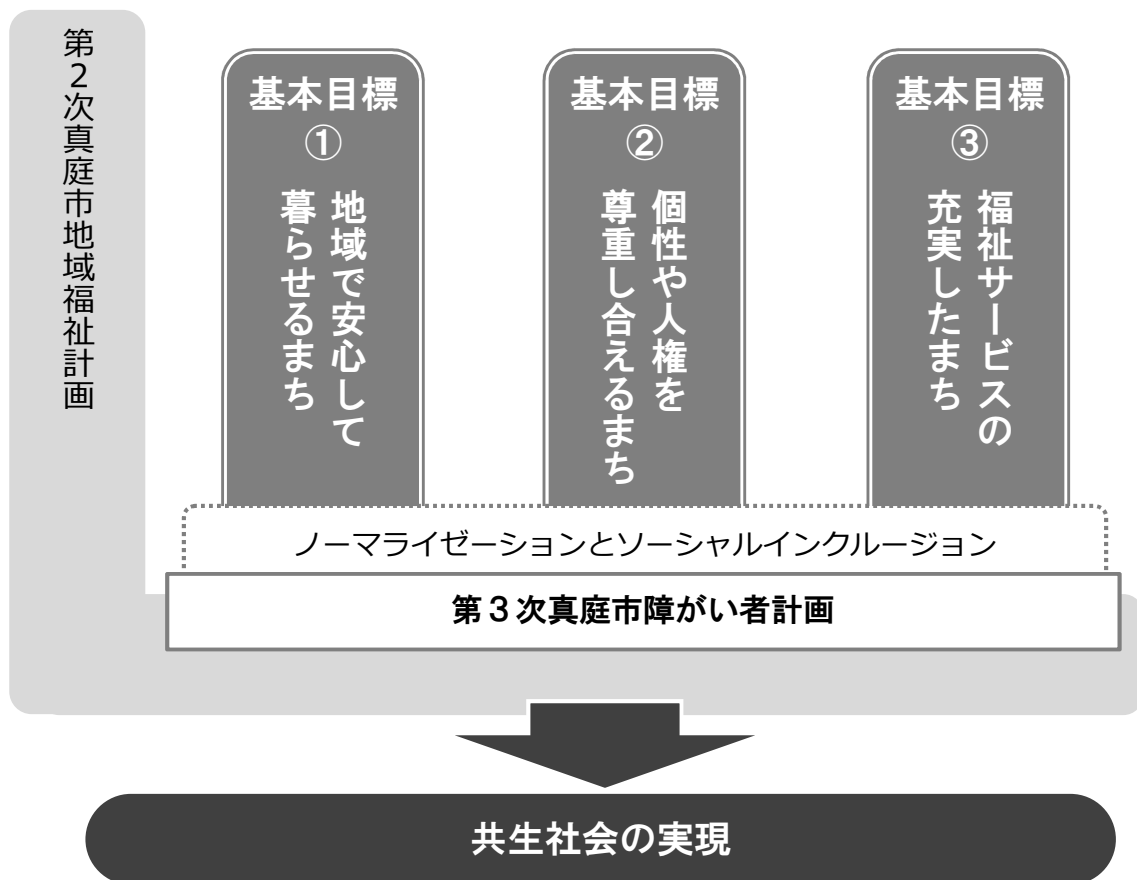 第2次真庭市地域福祉計画
基本目標
①
地域で安心して
暮らせるまち
基本目標
②
個性や人権を
尊重し合えるまち
基本目標
③
福祉サービスの
充実したまち
ノーマライゼーションとソーシャルインクルージョン
第3次真庭市障がい者計画
共生社会の実現